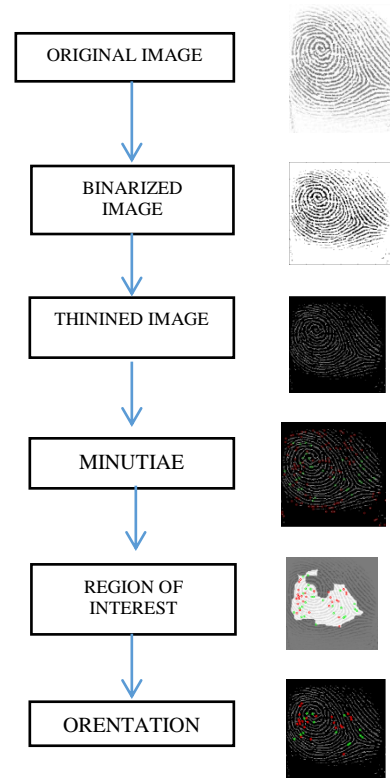 ORIGINAL IMAGE
BINARIZED
IMAGE
THININED IMAGE
MINUTIAE
REGION OF
INTEREST
ORENTATION